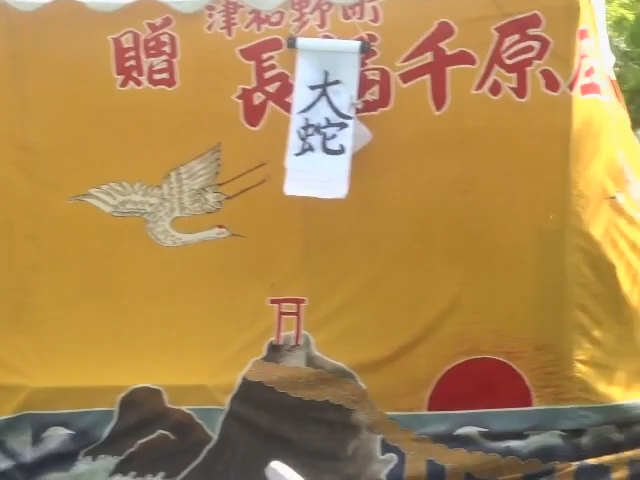 津和野町
贈 長嶺千原
大蛇